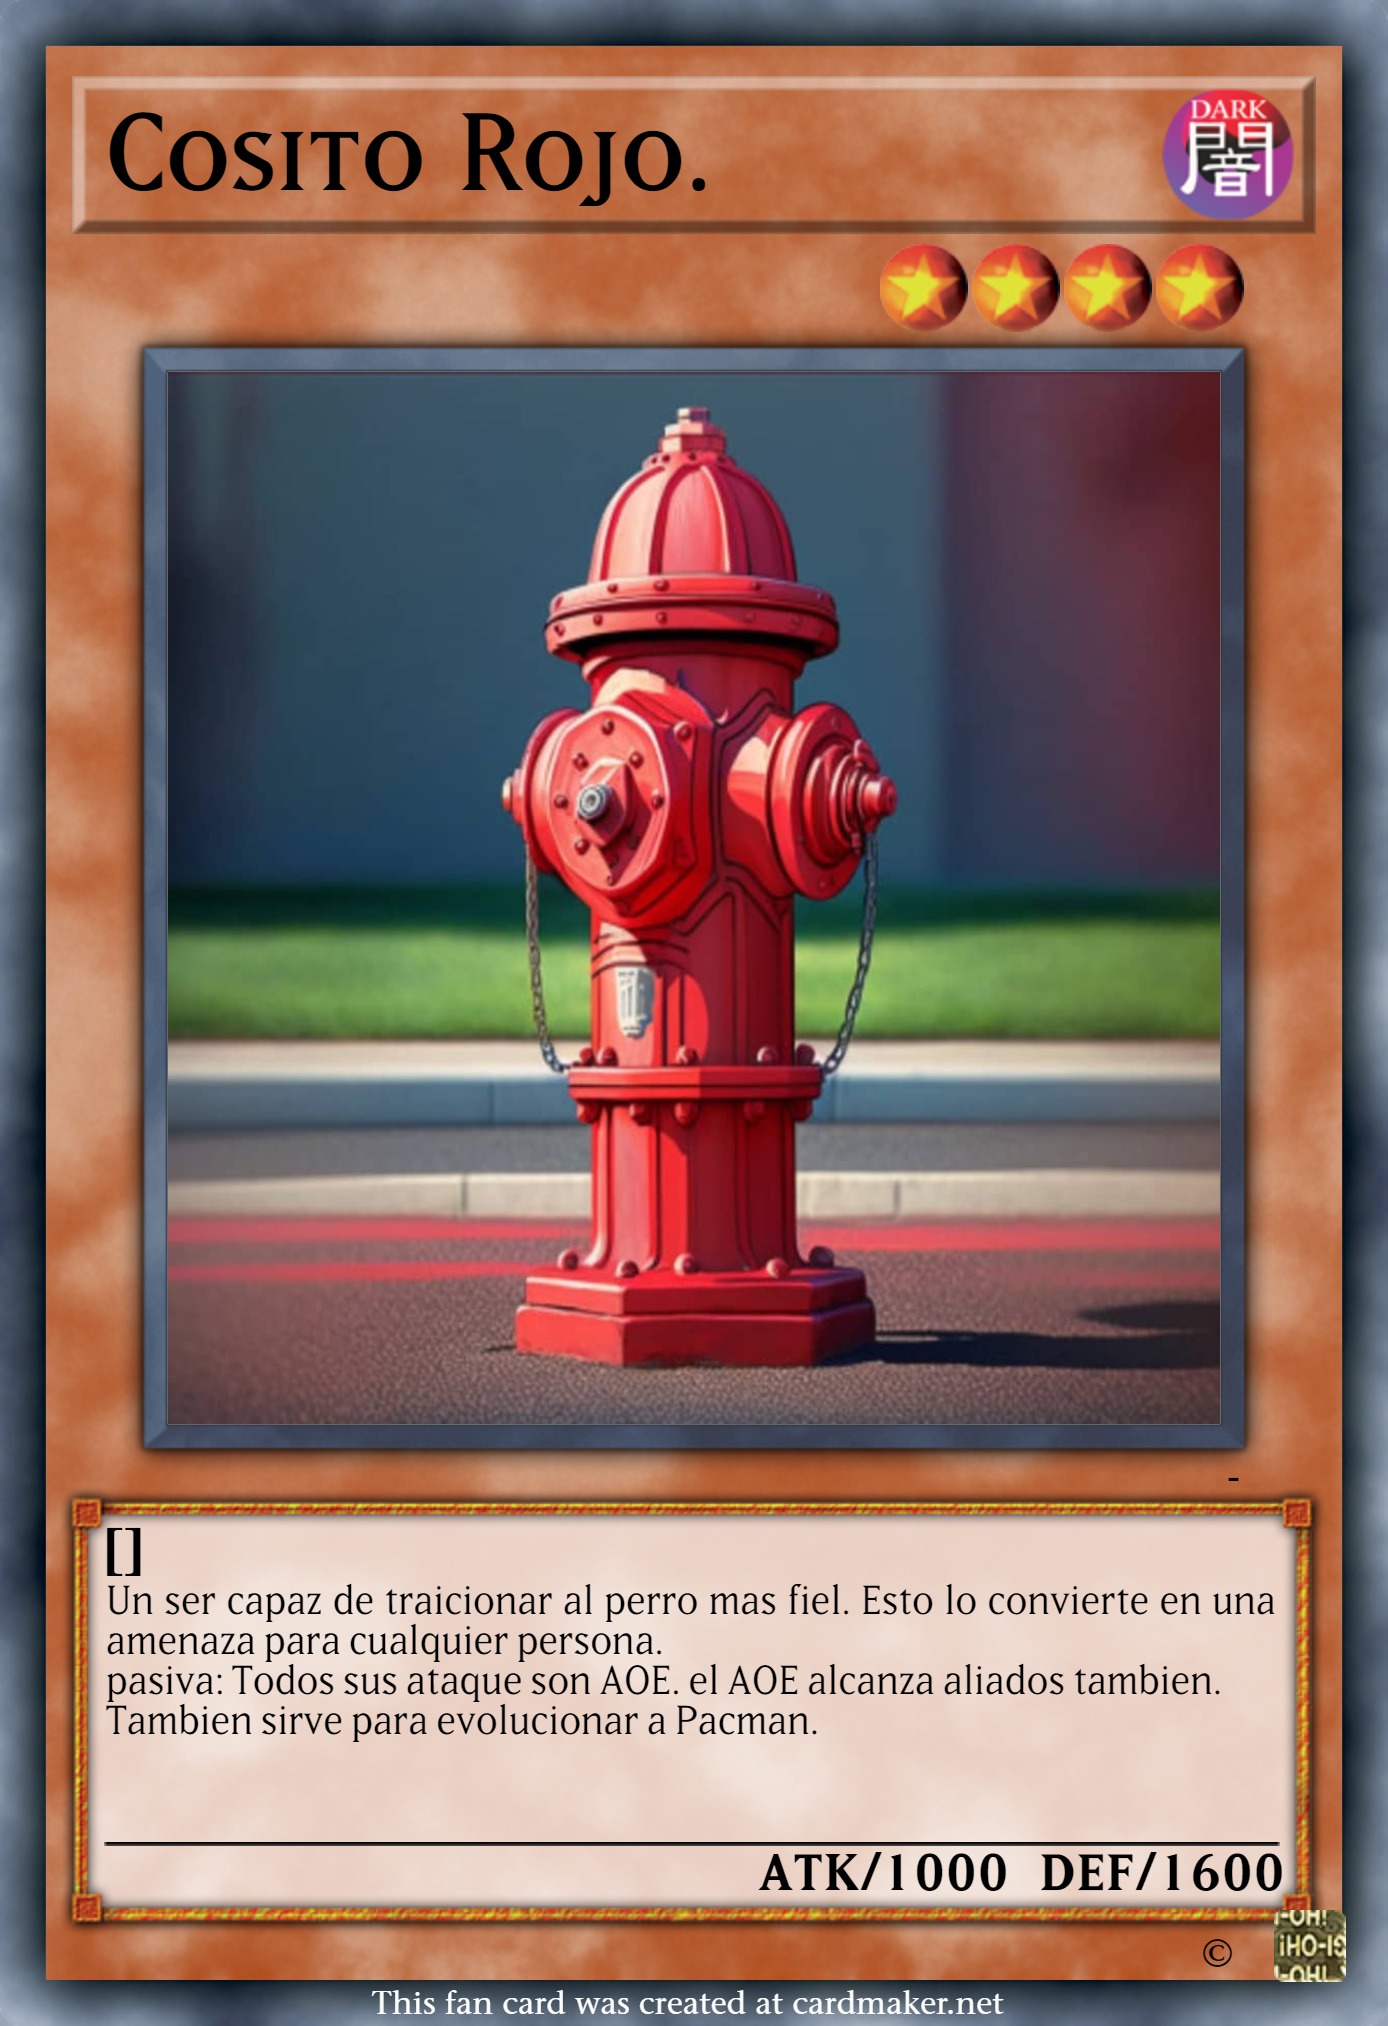 Cosito Rojo.
DARK
闇
-
[]
Un ser capaz de traicionar al perro mas fiel. Esto lo convierte en una
amenaza para cualquier persona.
pasiva: Todos sus ataque son AOE. el AOE alcanza aliados tambien.
Tambien sirve para evolucionar a Pacman.
ATK/1000 DEF/1600
©
This fan card was created at cardmaker.net